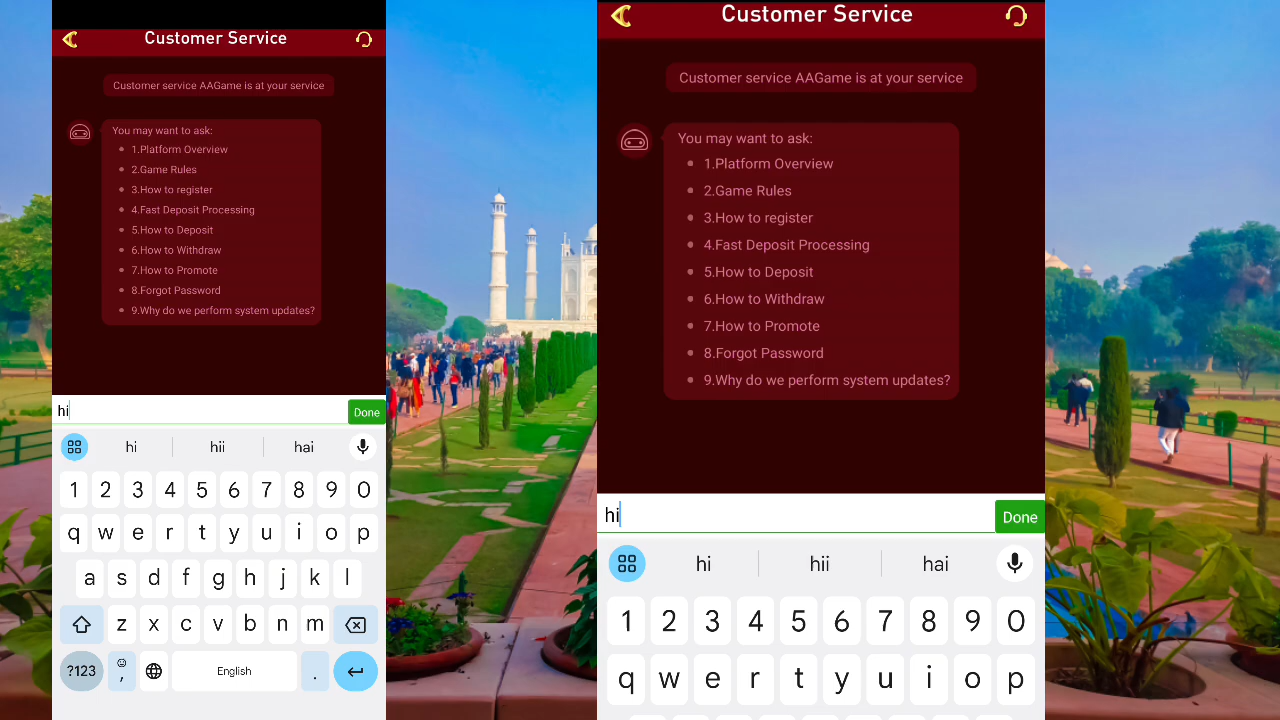 Customer Service
Customer service AAGame is at your service
You may want to ask:
1.Platform Overview
2.Game Rules
3.How to register
4.Fast Deposit Processing
5.How to Deposit
6.How to Withdraw
7.How to Promote
8.Forgot Password
9.Why do we perform system updates?
hi
Done
hi hii hai
1 2 3 4 5 6 7 8 9 0
q w e r t y u i o p
a s d f g h j k l
z x c v b n m
?123 , English .
Customer Service
Customer service AAGame is at your service
You may want to ask:
1.Platform Overview
2.Game Rules
3.How to register
4.Fast Deposit Processing
5.How to Deposit
6.How to Withdraw
7.How to Promote
8.Forgot Password
9.Why do we perform system updates?
hi
Done
hi hii hai
1 2 3 4 5 6 7 8 9 0
q w e r t y u i o p